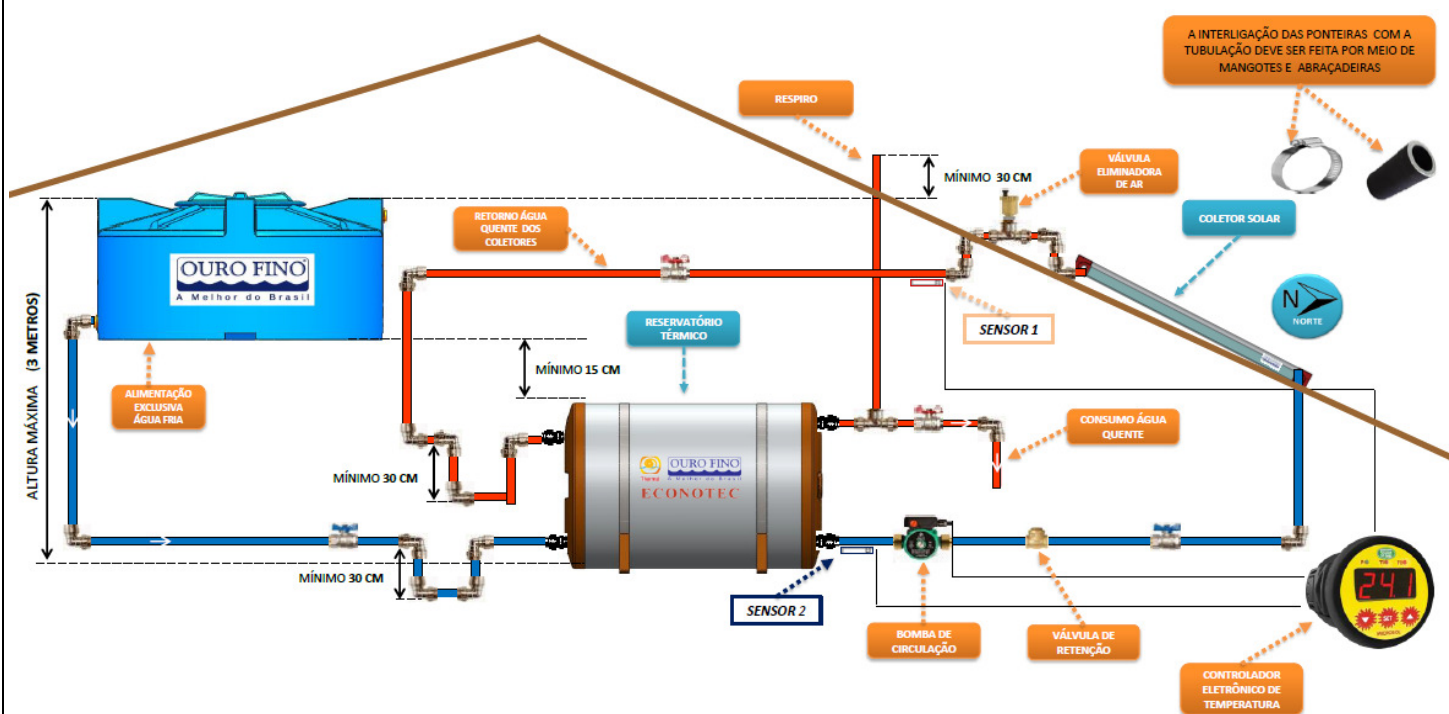 A INTERLIGAÇÃO DAS PONTEIRAS COM A
TUBULAÇÃO DEVE SER FEITA POR MEIO DE
MANGOTES E ABRAÇADEIRAS
RESPIRO
MÍNIMO 30 CM
VÁLVULA
ELIMINADORA
DE AR
RETORNO ÁGUA
QUENTE DOS
COLETORES
COLETOR SOLAR
OURO FINO
A Melhor do Brasil
N
NORTE
ALTURA MÁXIMA (3 METROS)
RESERVATÓRIO
TÉRMICO
SENSOR 1
MÍNIMO 15 CM
ALIMENTAÇÃO
EXCLUSIVA
ÁGUA FRIA
CONSUMO ÁGUA
QUENTE
MÍNIMO 30 CM
OURO FINO
A Melhor do Brasil
ECONOTEC
MÍNIMO 30 CM
SENSOR 2
24.1
SET
BOMBA DE
CIRCULAÇÃO
VÁLVULA DE
RETENÇÃO
CONTROLADOR
ELETRÔNICO DE
TEMPERATURA